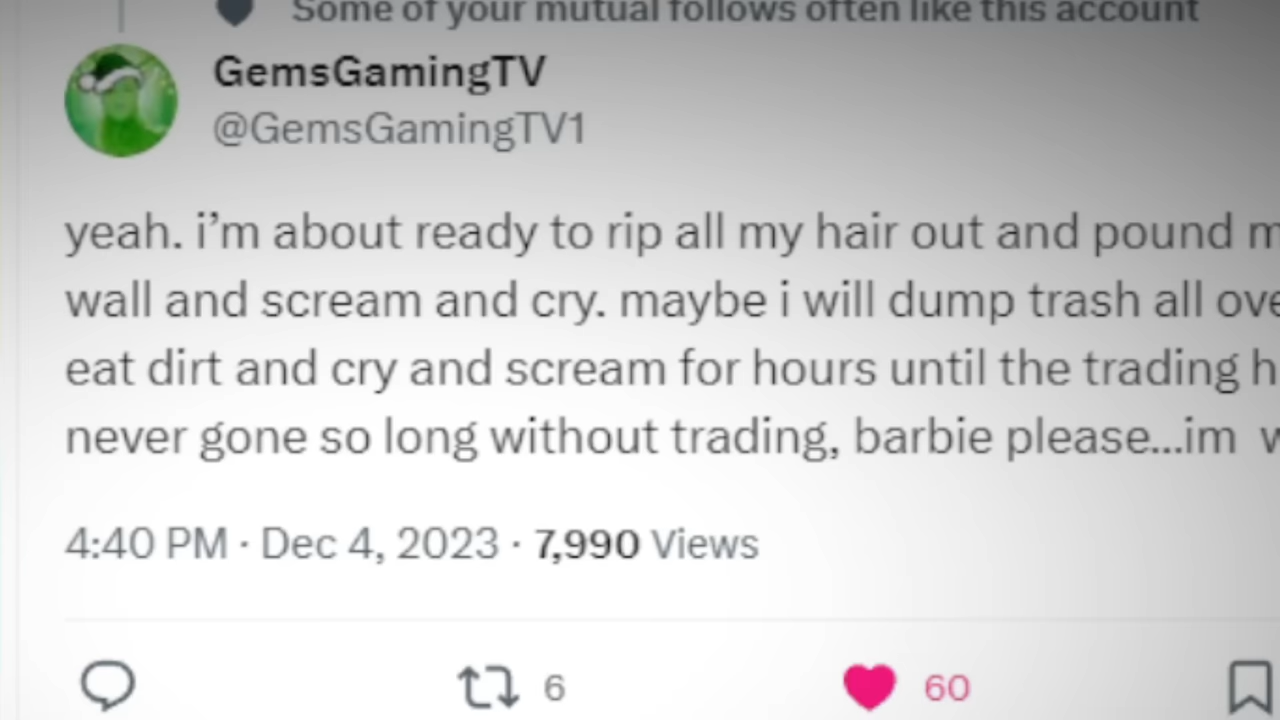 Some of your mutual follows often like this account
GemsGamingTV
@GemsGamingTV1
yeah. i'm about ready to rip all my hair out and pound
wall and scream and cry. maybe i will dump trash all
eat dirt and cry and scream for hours until the trading
never gone so long without trading, barbie please...im
4:40 PM · Dec 4, 2023 · 7,990 Views
6
60